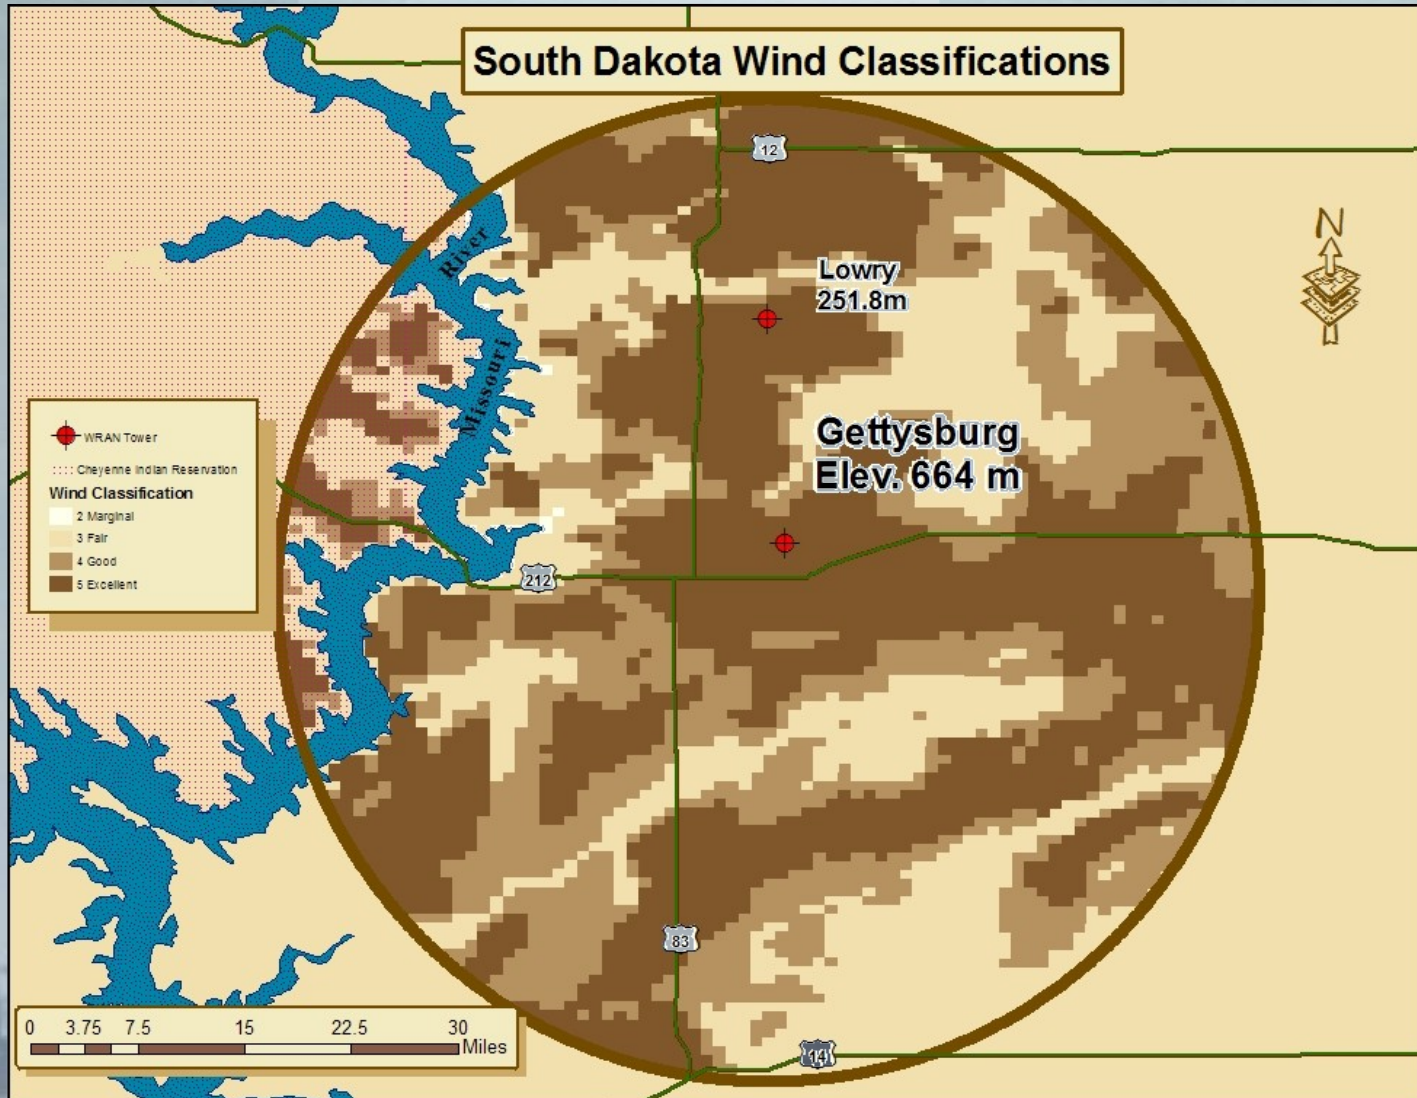 South Dakota Wind Classifications
12
N
River
Lowry
251.8m
Missouri
Gettysburg
Elev. 664 m
WRAN Tower
Cheyenne Indian Reservation
Wind Classification
2 Marginal
3 Fair
4 Good
5 Excellent
212
83
14
0 3.75 7.5 15 22.5 30
Miles